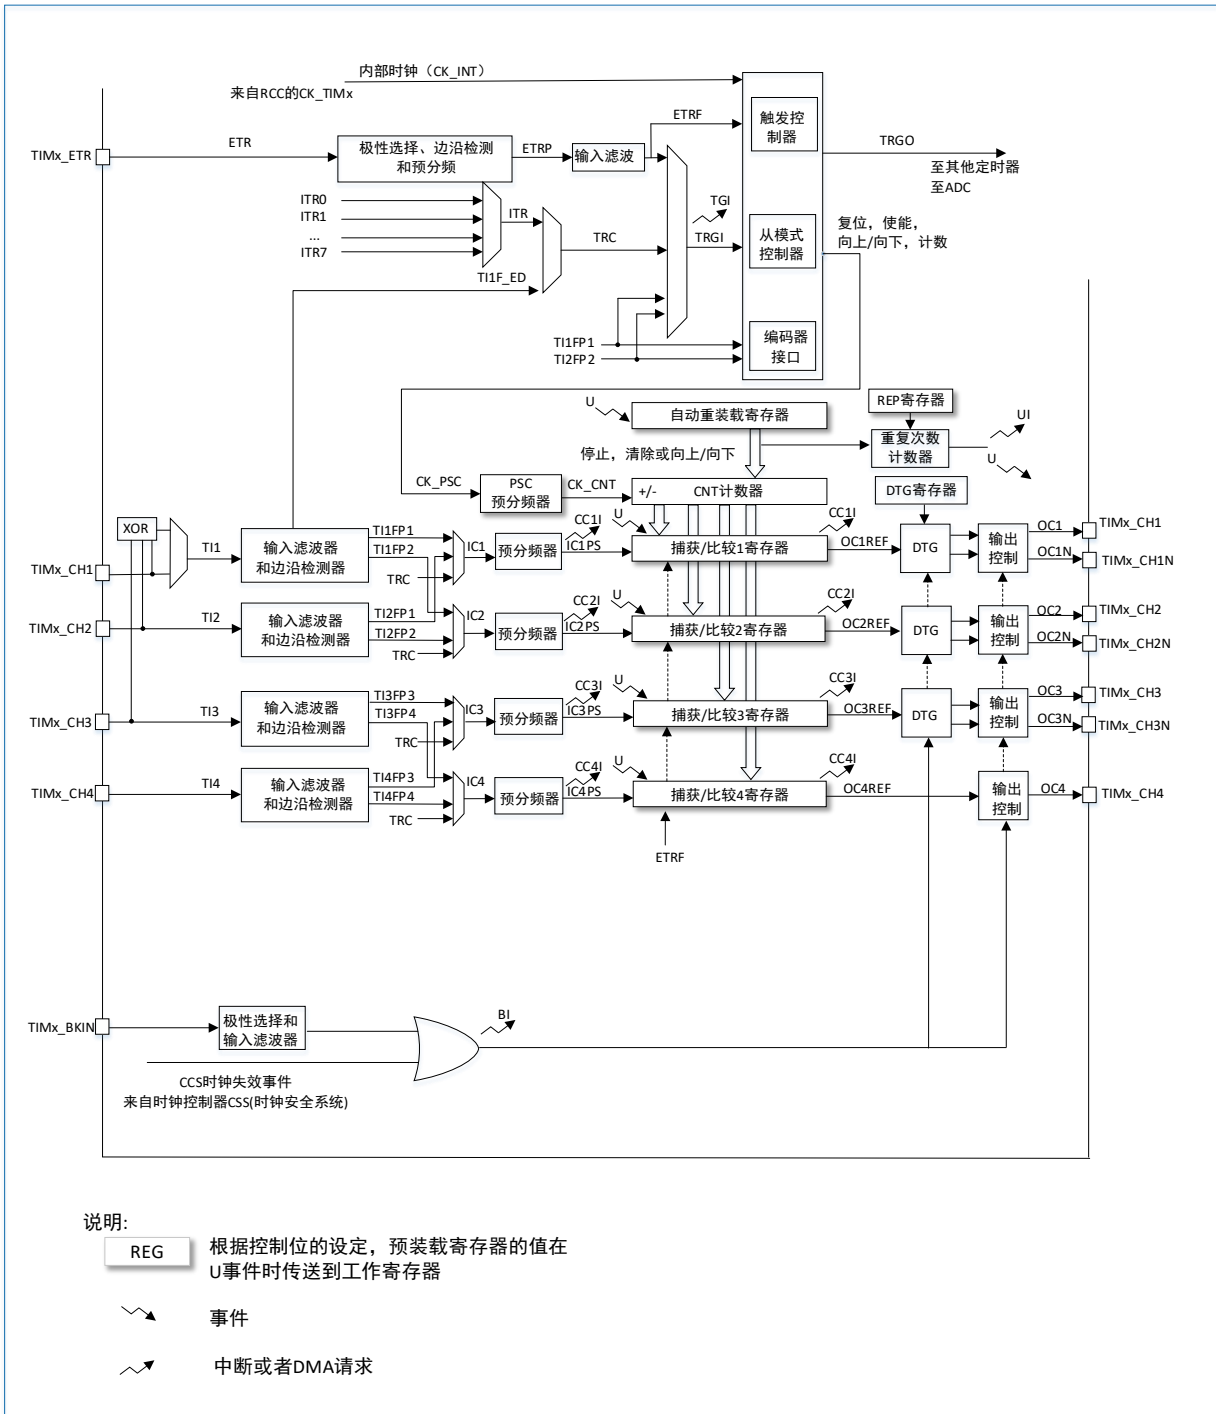 内部时钟（CK_INT）
来自RCC的CK_TIMx
TIMx_ETR
ETR
极性选择、边沿检测
和预分频
ETRP
输入滤波
ETRF
触发控
制器
TRGO
至其他定时器
至ADC
ITR0
ITR1
...
ITR7
ITR
TI1F_ED
TRC
TGI
TRGI
从模式
控制器
复位，使能，
向上/向下，计数
TI1FP1
TI2FP2
编码器
接口
U
自动重装载寄存器
REP寄存器
重复次数
计数器
UI
U
停止，清除或向上/向下
CK_PSC
PSC
预分频器
CK_CNT
+/-
CNT计数器
DTG寄存器
XOR
TIMx_CH1
TI1
输入滤波器
和边沿检测器
TI1FP1
TI1FP2
TRC
IC1
预分频器
CC1I
IC1PS
U
捕获/比较1寄存器
CC1I
OC1REF
DTG
输出
控制
OC1
OC1N
TIMx_CH1
TIMx_CH1N
TIMx_CH2
TI2
输入滤波器
和边沿检测器
TI2FP1
TI2FP2
TRC
IC2
预分频器
CC2I
IC2PS
U
捕获/比较2寄存器
CC2I
OC2REF
DTG
输出
控制
OC2
OC2N
TIMx_CH2
TIMx_CH2N
TIMx_CH3
TI3
输入滤波器
和边沿检测器
TI3FP3
TI3FP4
TRC
IC3
预分频器
CC3I
IC3PS
U
捕获/比较3寄存器
CC3I
OC3REF
DTG
输出
控制
OC3
OC3N
TIMx_CH3
TIMx_CH3N
TIMx_CH4
TI4
输入滤波器
和边沿检测器
TI4FP3
TI4FP4
TRC
IC4
预分频器
CC4I
IC4PS
U
捕获/比较4寄存器
CC4I
OC4REF
输出
控制
OC4
TIMx_CH4
ETRF
TIMx_BKIN
极性选择和
输入滤波器
BI
CCS时钟失效事件
来自时钟控制器CSS(时钟安全系统)
说明:
REG
根据控制位的设定，预装载寄存器的值在
U事件时传送到工作寄存器
事件
中断或者DMA请求